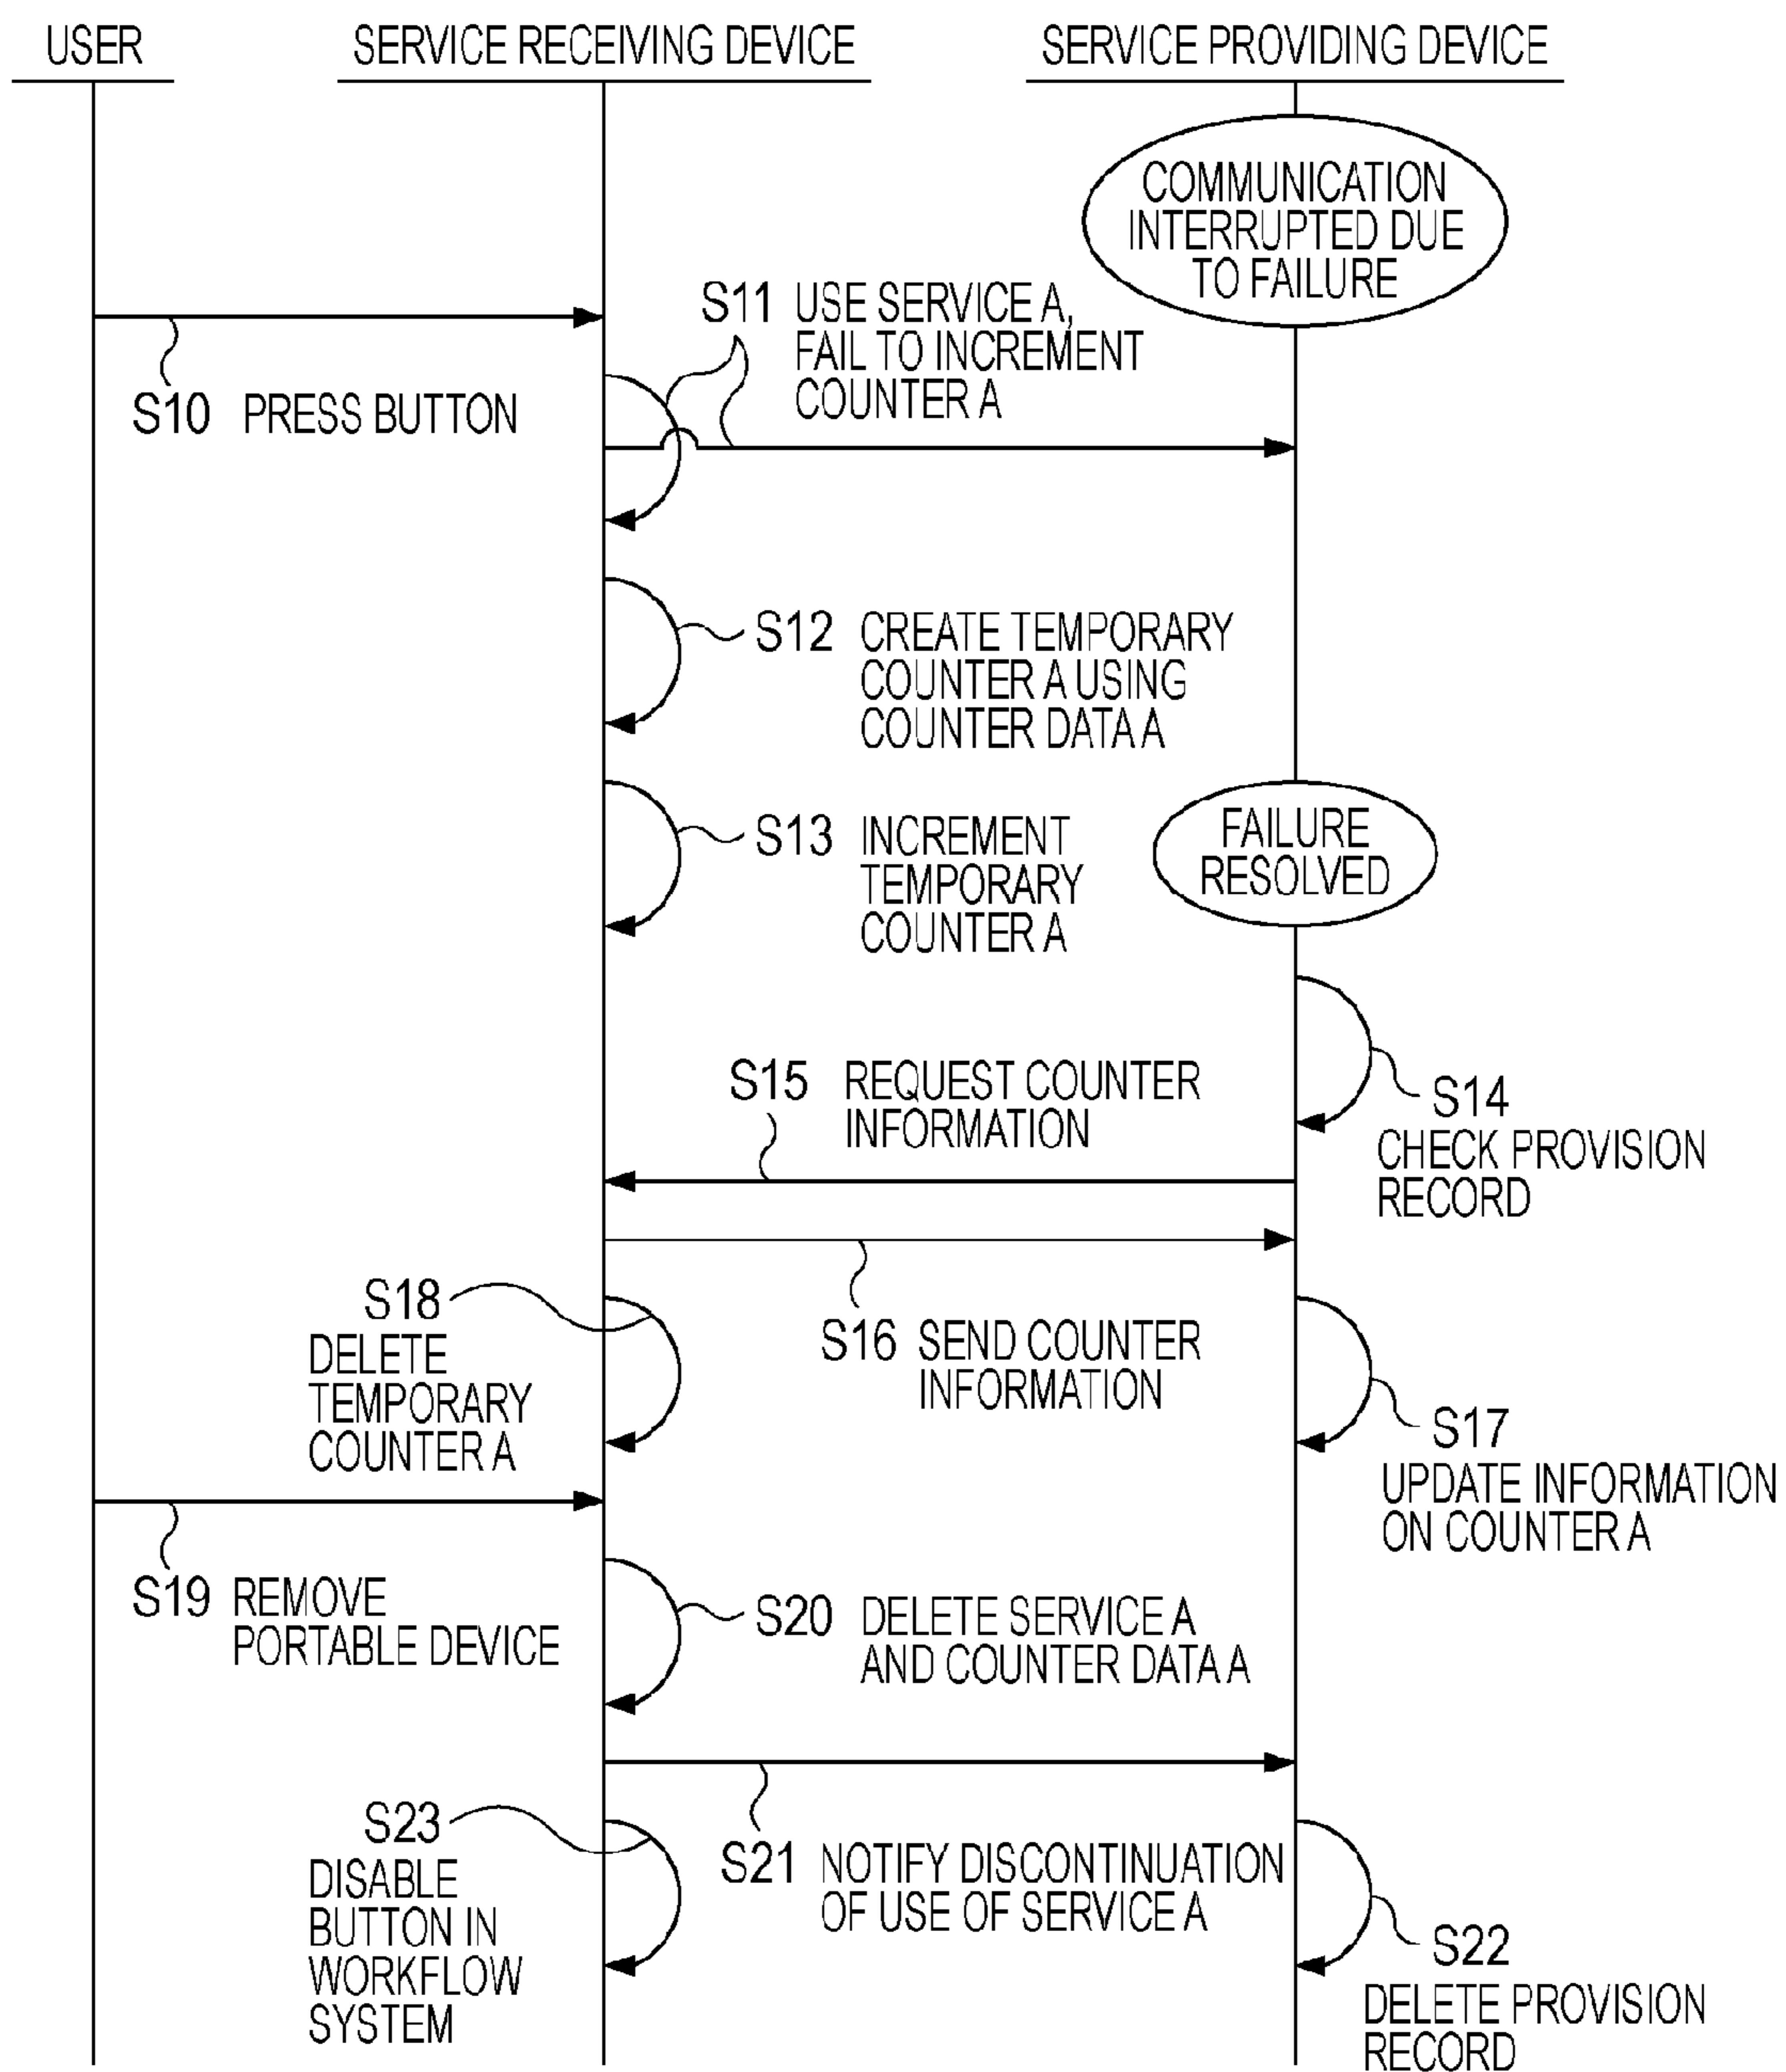 USER
SERVICE RECEIVING DEVICE
SERVICE PROVIDING DEVICE
COMMUNICATION
INTERRUPTED DUE
TO FAILURE
S10 PRESS BUTTON
S11 USE SERVICE A,
FAIL TO INCREMENT
COUNTER A
S12 CREATE TEMPORARY
COUNTER A USING
COUNTER DATA A
S13 INCREMENT
TEMPORARY
COUNTER A
FAILURE
RESOLVED
S14
CHECK PROVISION
RECORD
S15 REQUEST COUNTER
INFORMATION
S16 SEND COUNTER
INFORMATION
S17
UPDATE INFORMATION
ON COUNTER A
S18
DELETE
TEMPORARY
COUNTER A
S19 REMOVE
PORTABLE DEVICE
S20 DELETE SERVICE A
AND COUNTER DATA A
S21 NOTIFY DISCONTINUATION
OF USE OF SERVICE A
S22
DELETE PROVISION
RECORD
S23
DISABLE
BUTTON IN
WORKFLOW
SYSTEM